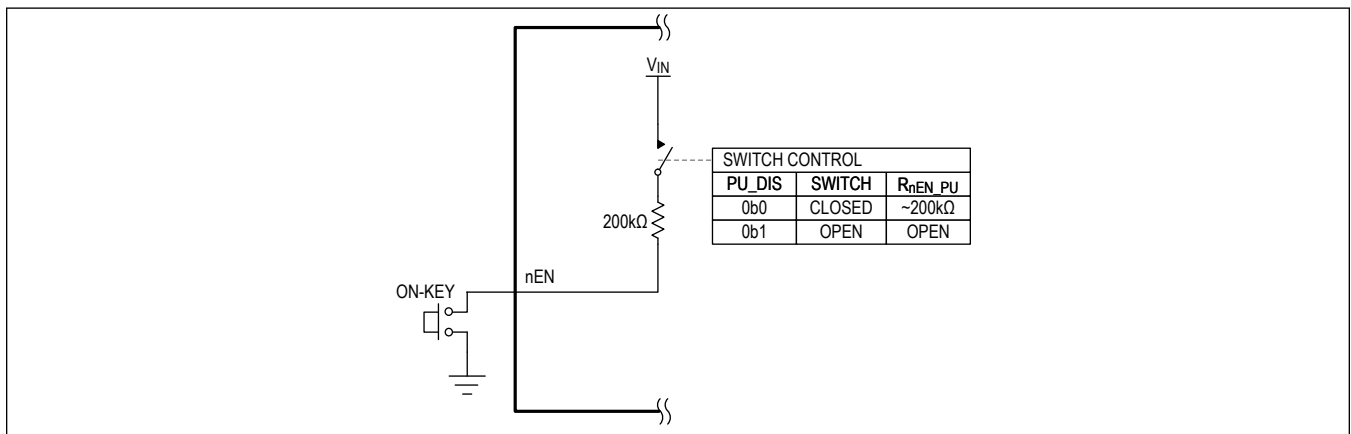 VIN
SWITCH CONTROL
PU_DIS SWITCH RnEN_PU
0b0 CLOSED ~200kΩ
0b1 OPEN OPEN
200kΩ
nEN
ON-KEY